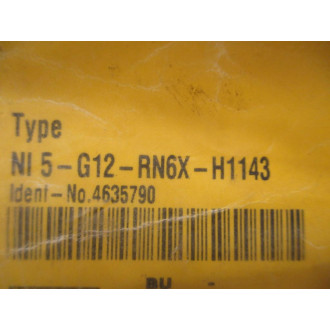 Type
NI 5-G12-RN6X-H1143
Ident-No.4635790